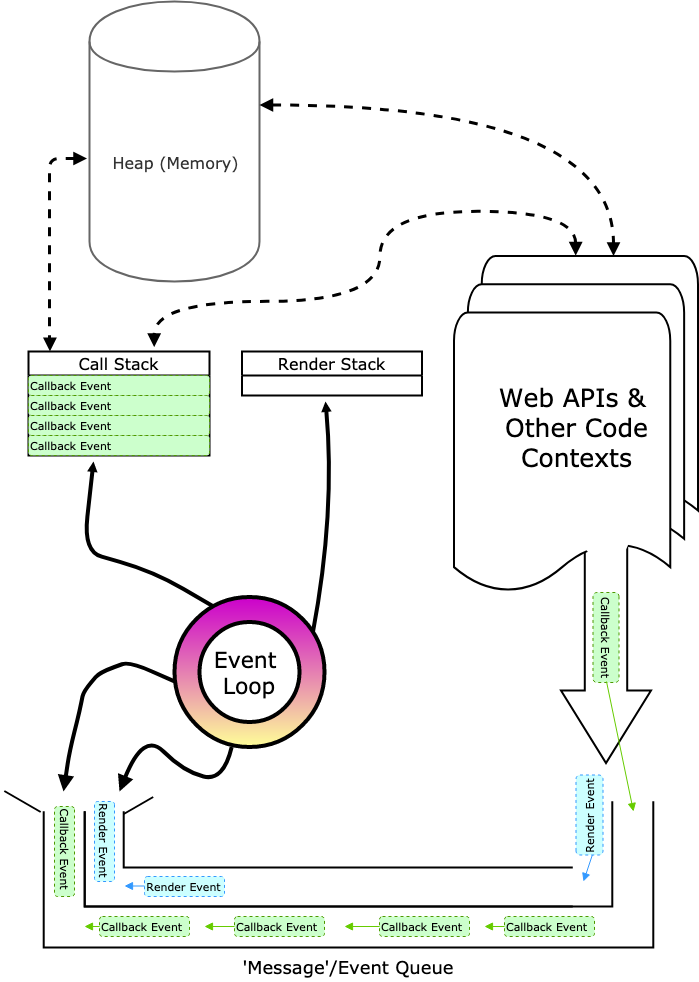 Heap (Memory)
Call Stack
Callback Event
Callback Event
Callback Event
Callback Event
Render Stack
Web APIs &
Other Code
Contexts
Callback Event
Event
Loop
Callback Event
Render Event
Render Event
Render Event
Callback Event
Callback Event
Callback Event
Callback Event
'Message'/Event Queue